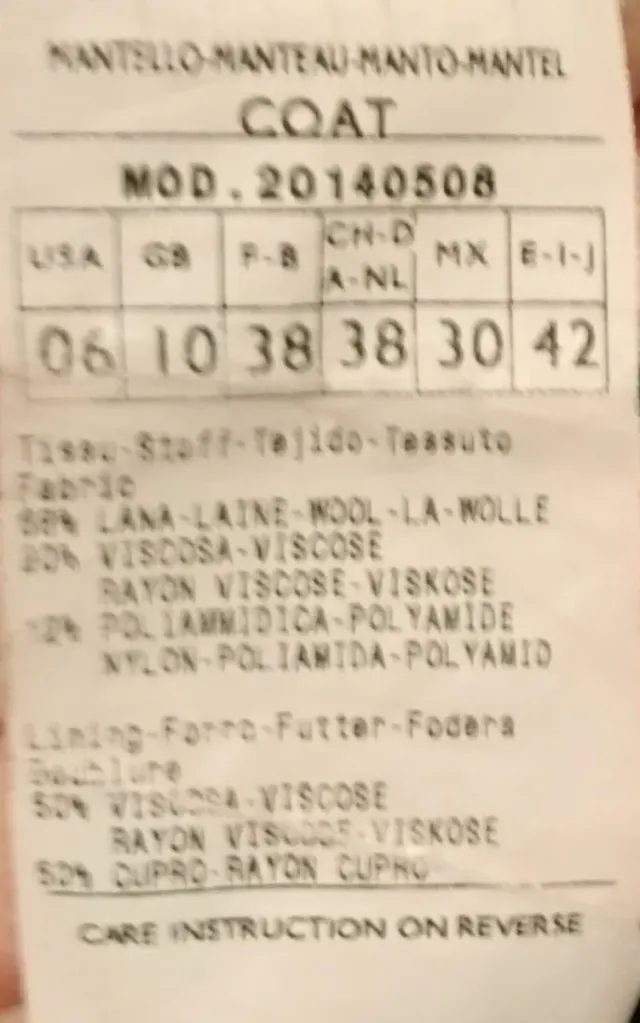 MANTELLO-MANTEAU-MANTO-MANTEL
COAT
MOD.20140508
USA GB F-B CH-D A-NL MX E-I-J
06 10 38 38 30 42
Tissu-Stoff-Tejido-Tessuto
Fabric
68% LANA-LAINE-WOOL-LA-WOLLE
20% VISCOSA-VISCOSE
RAYON VISCOSE-VISKOSE
12% POLIAMMIDICA-POLYAMIDE
NYLON-POLIAMIDA-POLYAMID
Lining-Forro-Futter-Fodera
Doublure
50% VISCOSA-VISCOSE
RAYON VISCOSE-VISKOSE
50% CUPRO-RAYON CUPRO
CARE INSTRUCTION ON REVERSE